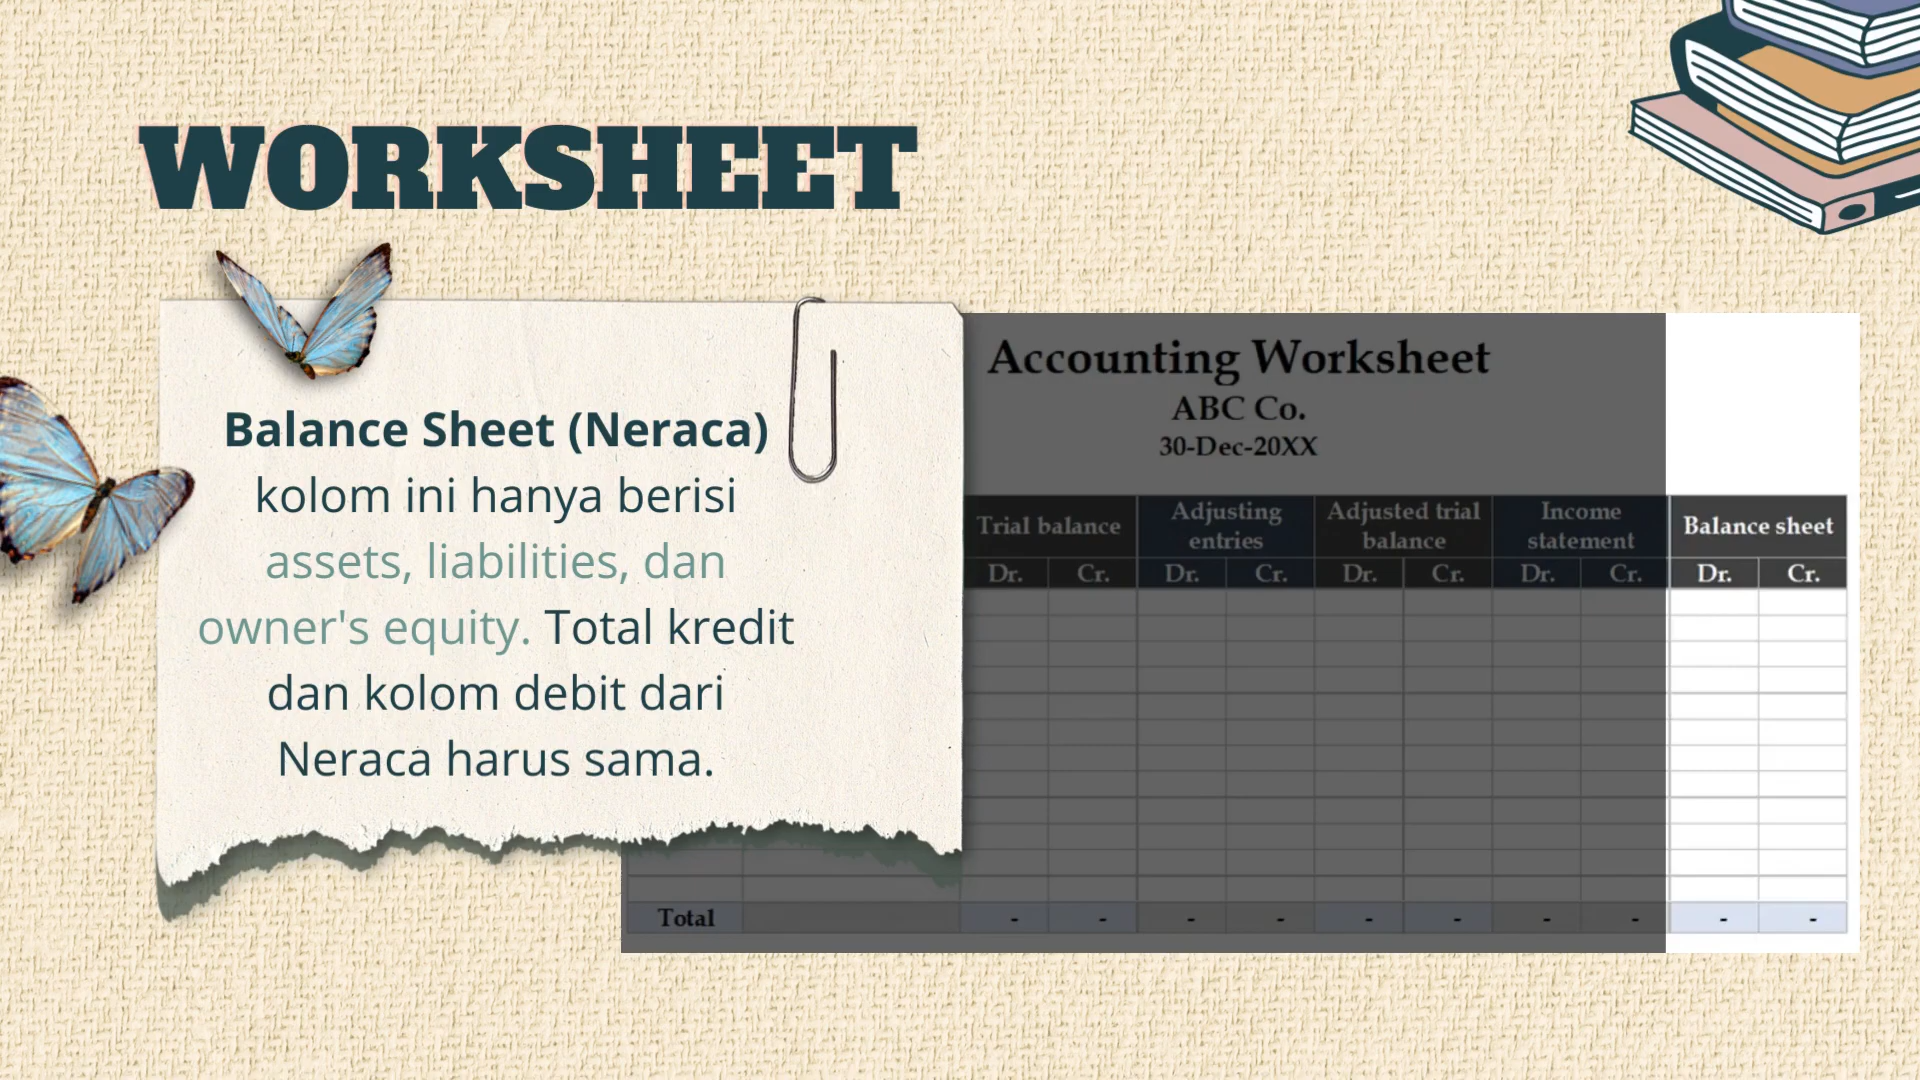 WORKSHEET
Balance Sheet (Neraca)
kolom ini hanya berisi
assets, liabilities, dan
owner's equity. Total kredit
dan kolom debit dari
Neraca harus sama.
Accounting Worksheet
ABC Co.
30-Dec-20XX
Trial balance Adjusting entries Adjusted trial balance Income statement Balance sheet
Dr. Cr. Dr. Cr. Dr. Cr. Dr. Cr. Dr. Cr.
Total - - - - - - - - - -